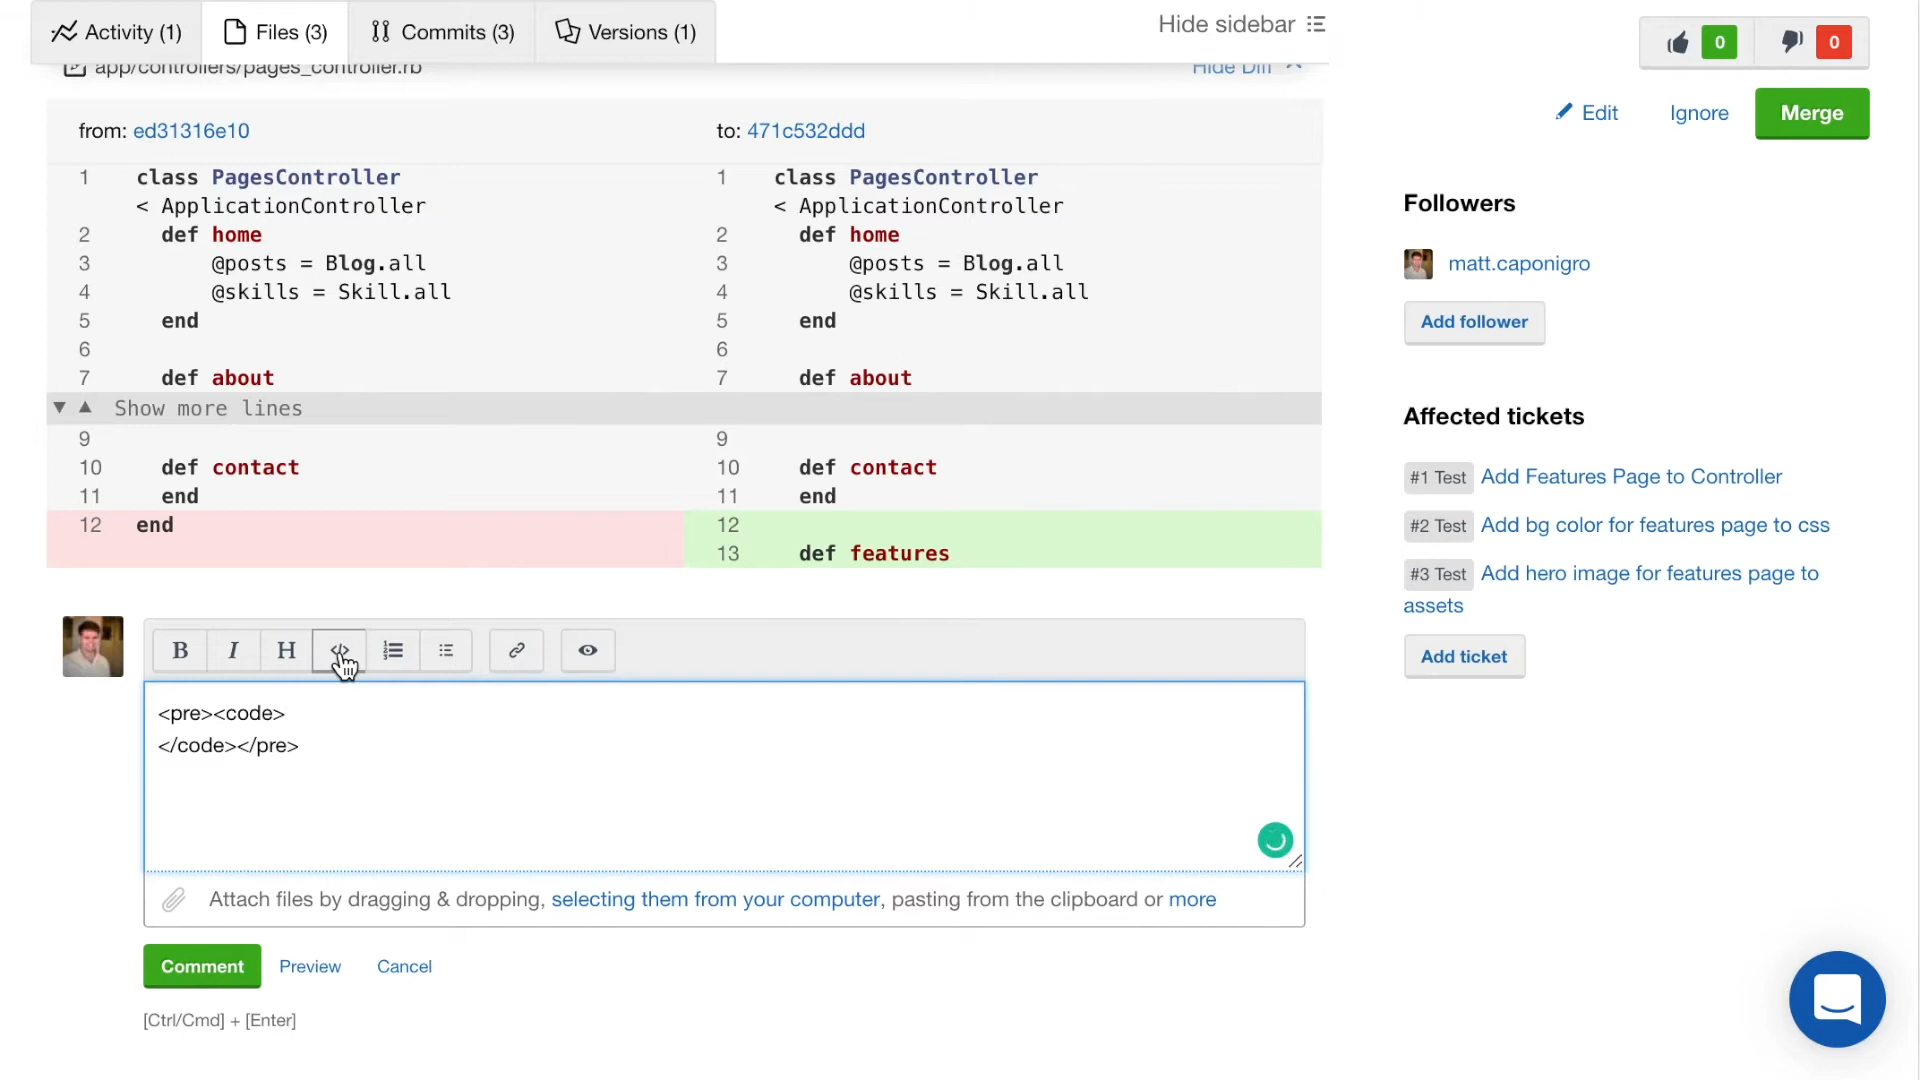 Activity (1)
Files (3)
Commits (3)
Versions (1)
Hide sidebar
0
0
app/controllers/pages_controller.rb
Hide Diff
Edit
Ignore
Merge
from: ed31316e10
to: 471c532ddd
1 class PagesController
< ApplicationController
2 def home
3 @posts = Blog.all
4 @skills = Skill.all
5 end
6
7 def about
1 class PagesController
< ApplicationController
2 def home
3 @posts = Blog.all
4 @skills = Skill.all
5 end
6
7 def about
Show more lines
9
10 def contact
11 end
12 end
9
10 def contact
11 end
12
13 def features
B
I
H
<pre><code>
</code></pre>
Attach files by dragging & dropping, selecting them from your computer, pasting from the clipboard or more
Comment
Preview
Cancel
[Ctrl/Cmd] + [Enter]
Followers
matt.caponigro
Add follower
Affected tickets
#1 Test Add Features Page to Controller
#2 Test Add bg color for features page to css
#3 Test Add hero image for features page to
assets
Add ticket